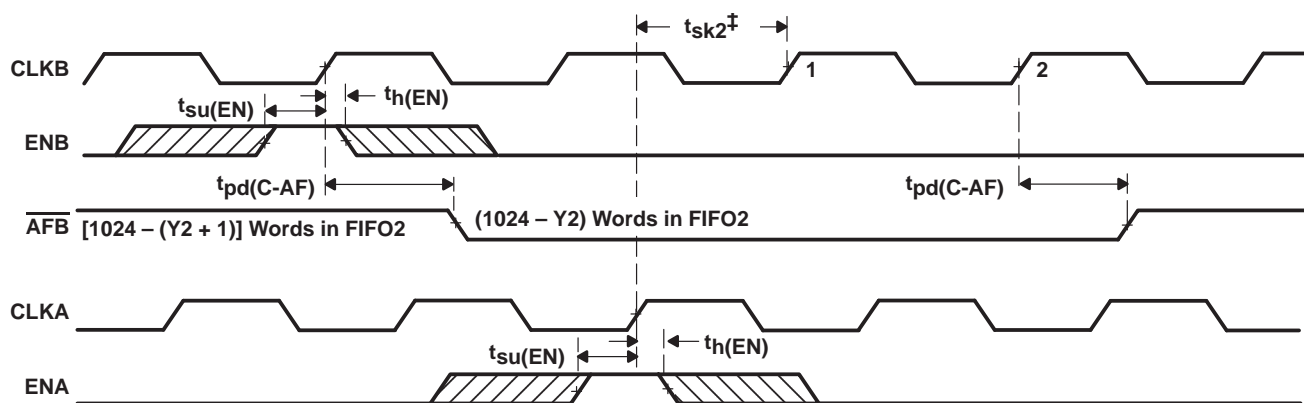 tsk2‡
CLKB
1
2
tsu(EN)
th(EN)
ENB
tpd(C-AF)
tpd(C-AF)
AFB
[1024 – (Y2 + 1)] Words in FIFO2
(1024 – Y2) Words in FIFO2
CLKA
tsu(EN)
th(EN)
ENA